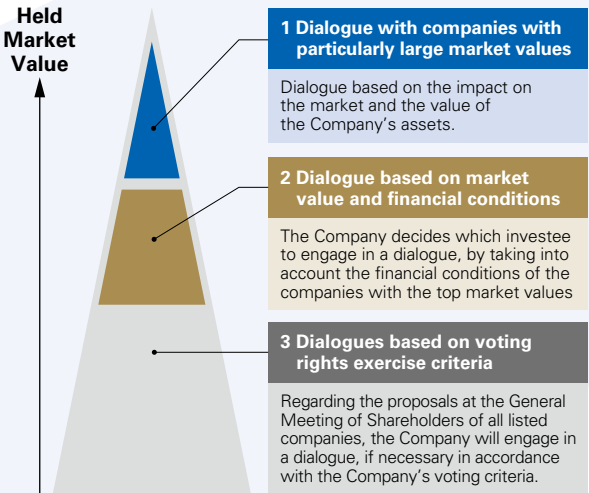 Held
Market
Value
1 Dialogue with companies with
particularly large market values
Dialogue based on the impact on
the market and the value of
the Company's assets.
2 Dialogue based on market
value and financial conditions
The Company decides which investee
to engage in a dialogue, by taking into
account the financial conditions of the
companies with the top market values
3 Dialogues based on voting
rights exercise criteria
Regarding the proposals at the General
Meeting of Shareholders of all listed
companies, the Company will engage in
a dialogue, if necessary in accordance
with the Company's voting criteria.